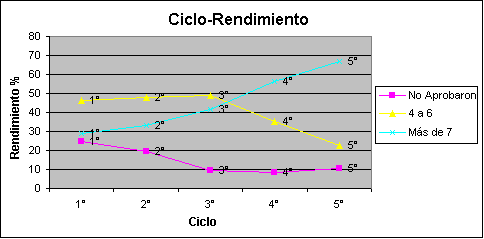 Ciclo-Rendimiento
Rendimiento %
80
70
60
50
40
30
20
10
0
1° 2° 3° 4° 5°
1° 2° 3° 4° 5°
1° 2° 3° 4° 5°
1° 2° 3° 4° 5°
Ciclo
No Aprobaron
4 a 6
Más de 7